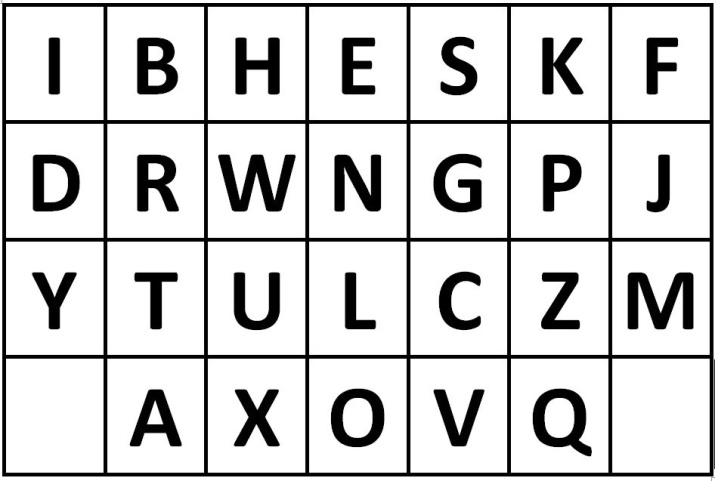 I B H E S K F
D R W N G P J
Y T U L C Z M
A X O V Q